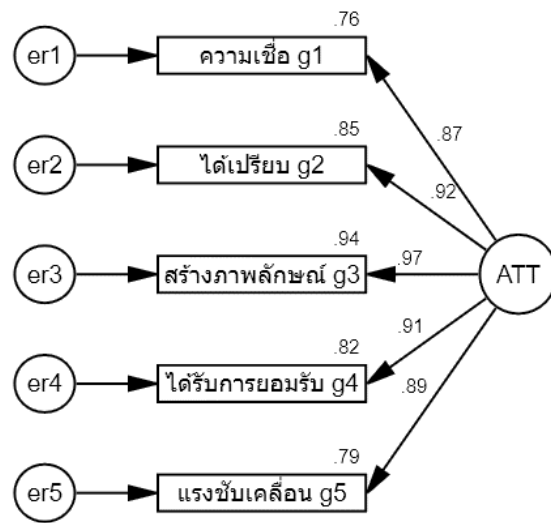 .76
er1 ความเชื่อ g1
.87
.85
er2 ได้เปรียบ g2
.92
.94
er3 สร้างภาพลักษณ์ g3 .97 ATT
.82
.91
er4 ได้รับการยอมรับ g4
.89
.79
er5 แรงขับเคลื่อน g5